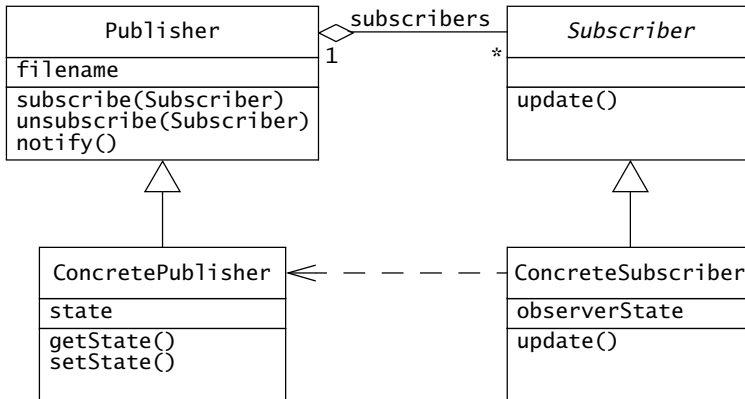 Publisher
filename
subscribe(Subscriber)
unsubscribe(Subscriber)
notify()
subscribers
1
*
Subscriber
update()
ConcretePublisher
state
getState()
setState()
ConcreteSubscriber
observerState
update()